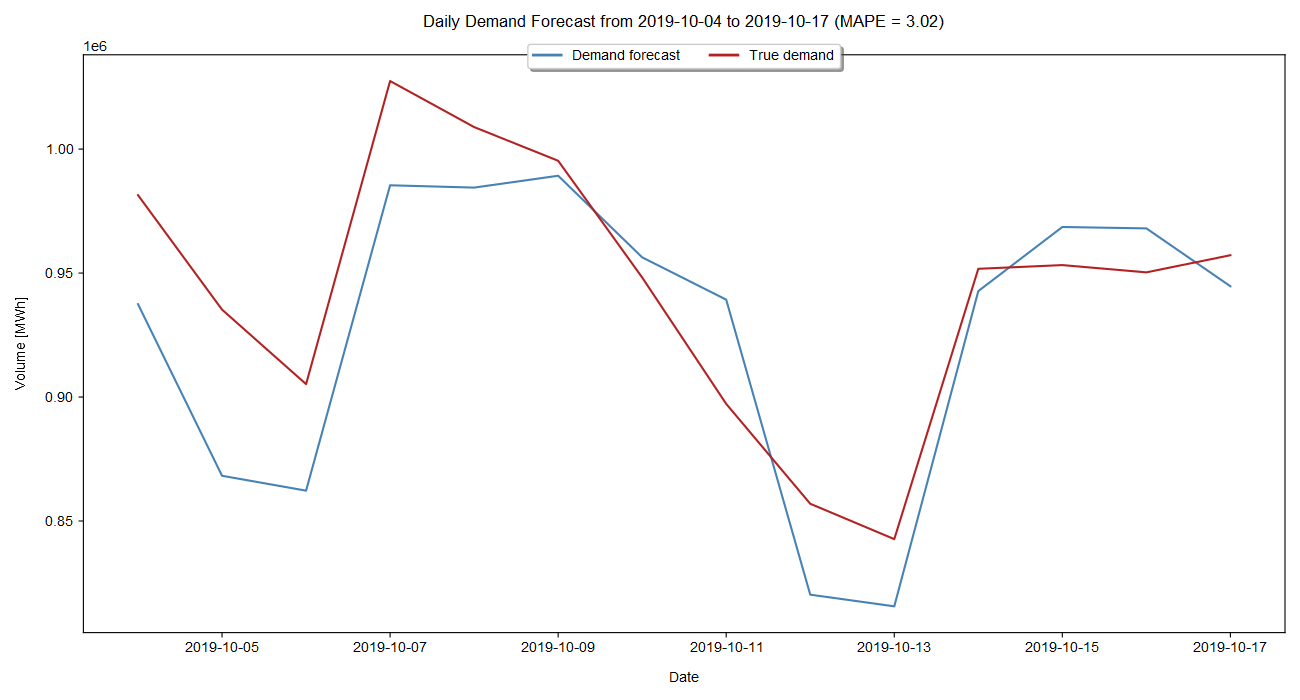 Daily Demand Forecast from 2019-10-04 to 2019-10-17 (MAPE = 3.02)
1e6
Demand forecast True demand
1.00
0.95
0.90
0.85
Volume [MWh]
2019-10-05 2019-10-07 2019-10-09 2019-10-11 2019-10-13 2019-10-15 2019-10-17
Date